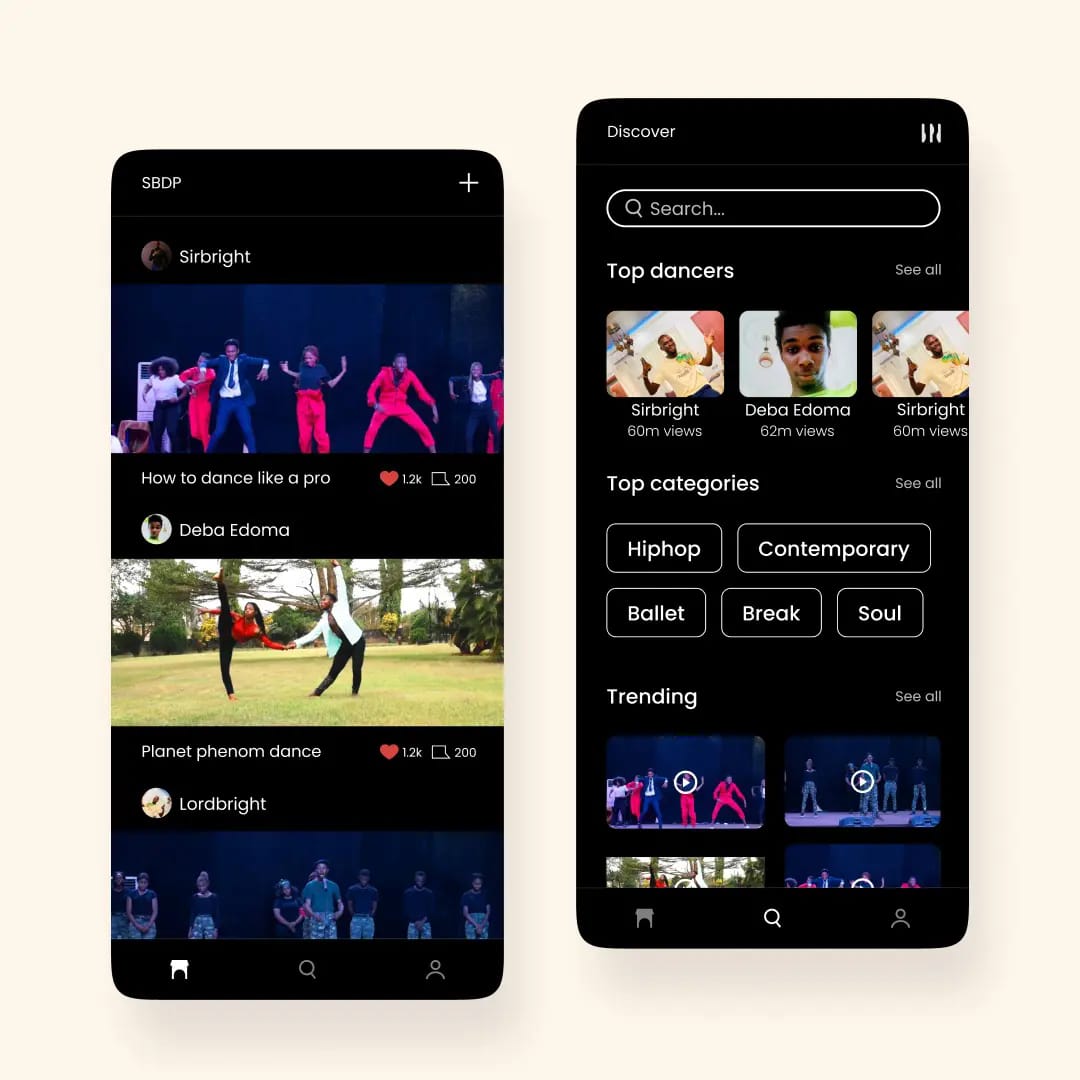 SBDP
Sirbright
How to dance like a pro 1.2k 200
Deba Edoma
Planet phenom dance 1.2k 200
Lordbright
Discover
Search...
Top dancers See all
Sirbright Deba Edoma Sirbright
60m views 62m views 60m views
Top categories See all
Hiphop Contemporary
Ballet Break Soul
Trending See all